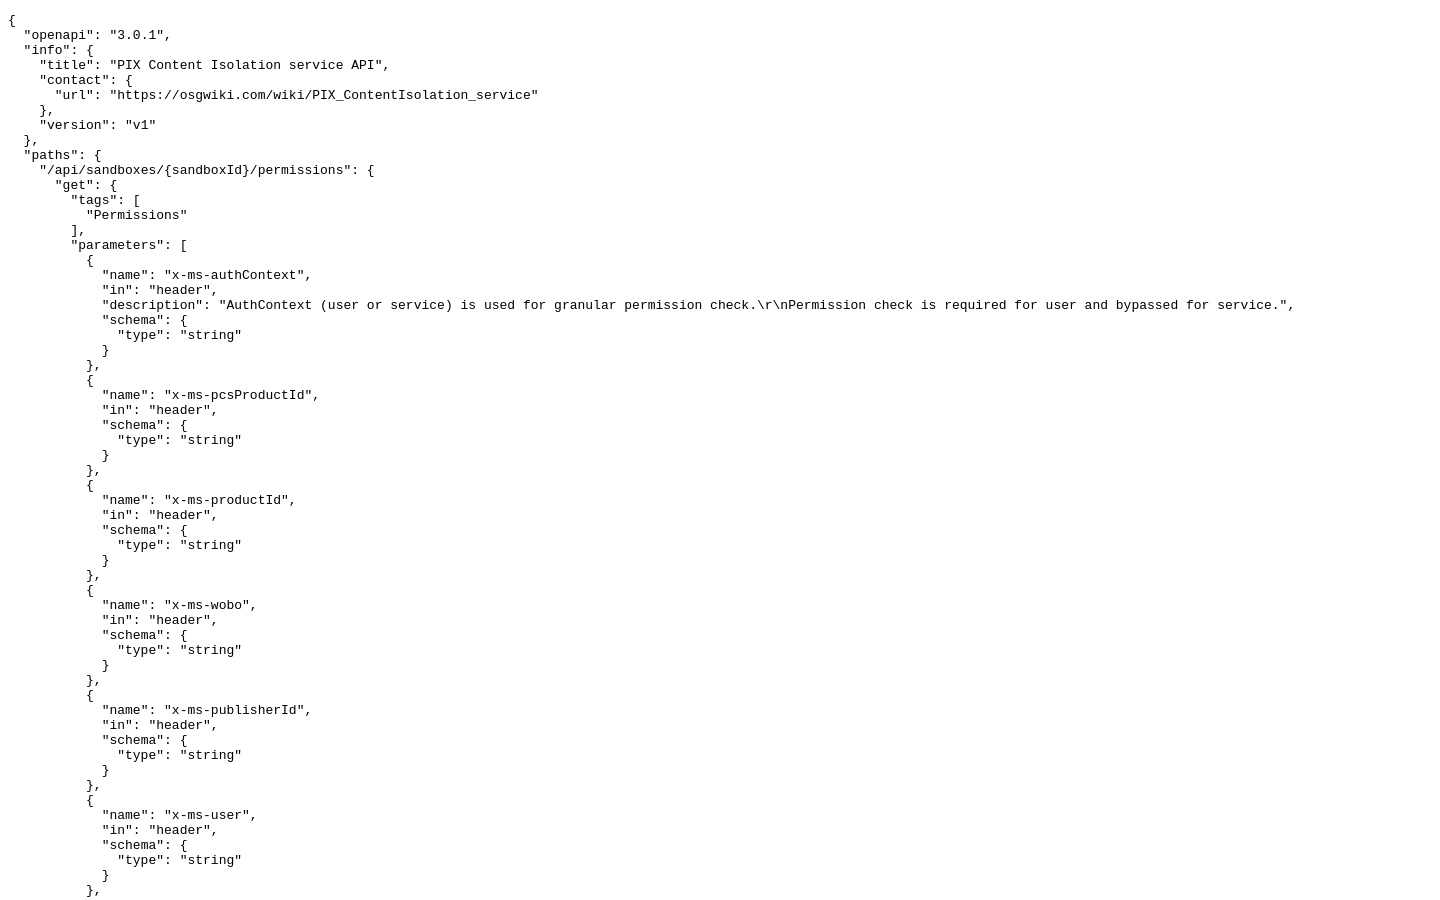 {
  "openapi": "3.0.1",
  "info": {
    "title": "PIX Content Isolation service API",
    "contact": {
      "url": "https://osgwiki.com/wiki/PIX_ContentIsolation_service"
    },
    "version": "v1"
  },
  "paths": {
    "/api/sandboxes/{sandboxId}/permissions": {
      "get": {
        "tags": [
          "Permissions"
        ],
        "parameters": [
          {
            "name": "x-ms-authContext",
            "in": "header",
            "description": "AuthContext (user or service) is used for granular permission check.\r\nPermission check is required for user and bypassed for service.",
            "schema": {
              "type": "string"
            }
          },
          {
            "name": "x-ms-pcsProductId",
            "in": "header",
            "schema": {
              "type": "string"
            }
          },
          {
            "name": "x-ms-productId",
            "in": "header",
            "schema": {
              "type": "string"
            }
          },
          {
            "name": "x-ms-wobo",
            "in": "header",
            "schema": {
              "type": "string"
            }
          },
          {
            "name": "x-ms-publisherId",
            "in": "header",
            "schema": {
              "type": "string"
            }
          },
          {
            "name": "x-ms-user",
            "in": "header",
            "schema": {
              "type": "string"
            }
          },